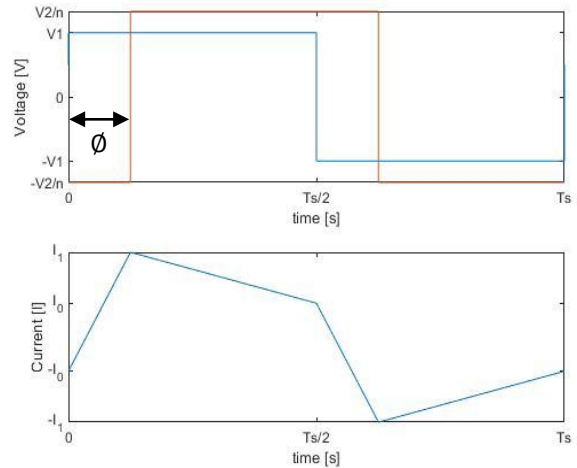 Voltage [V]
V2/n
V1
0
-V1
-V2/n
Ø
0
Ts/2
Ts
time [s]
Current [I]
I1
I0
-I0
-I1
0
Ts/2
Ts
time [s]